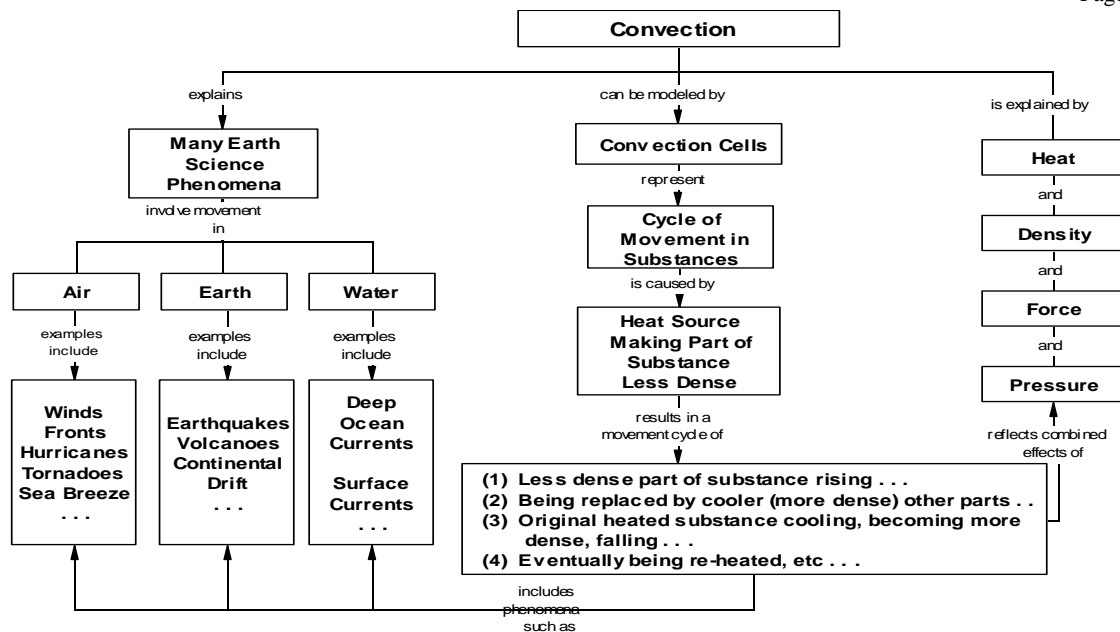 Convection
explains
can be modeled by
is explained by
Many Earth
Science
Phenomena
Convection Cells
Heat
involve movement
in
represent
and
Cycle of
Movement in
Substances
Density
is caused by
and
Air
Earth
Water
Force
examples
include
examples
include
examples
include
Heat Source
Making Part of
Substance
Less Dense
and
Pressure
Winds
Fronts
Hurricanes
Tornadoes
Sea Breeze
. . .
Earthquakes
Volcanoes
Continental
Drift
. . .
Deep
Ocean
Currents
Surface
Currents
. . .
results in a
movement cycle of
reflects combined
effects of
(1) Less dense part of substance rising . . .
(2) Being replaced by cooler (more dense) other parts . .
(3) Original heated substance cooling, becoming more
dense, falling . . .
(4) Eventually being re-heated, etc . . .
includes
phenomena
such as